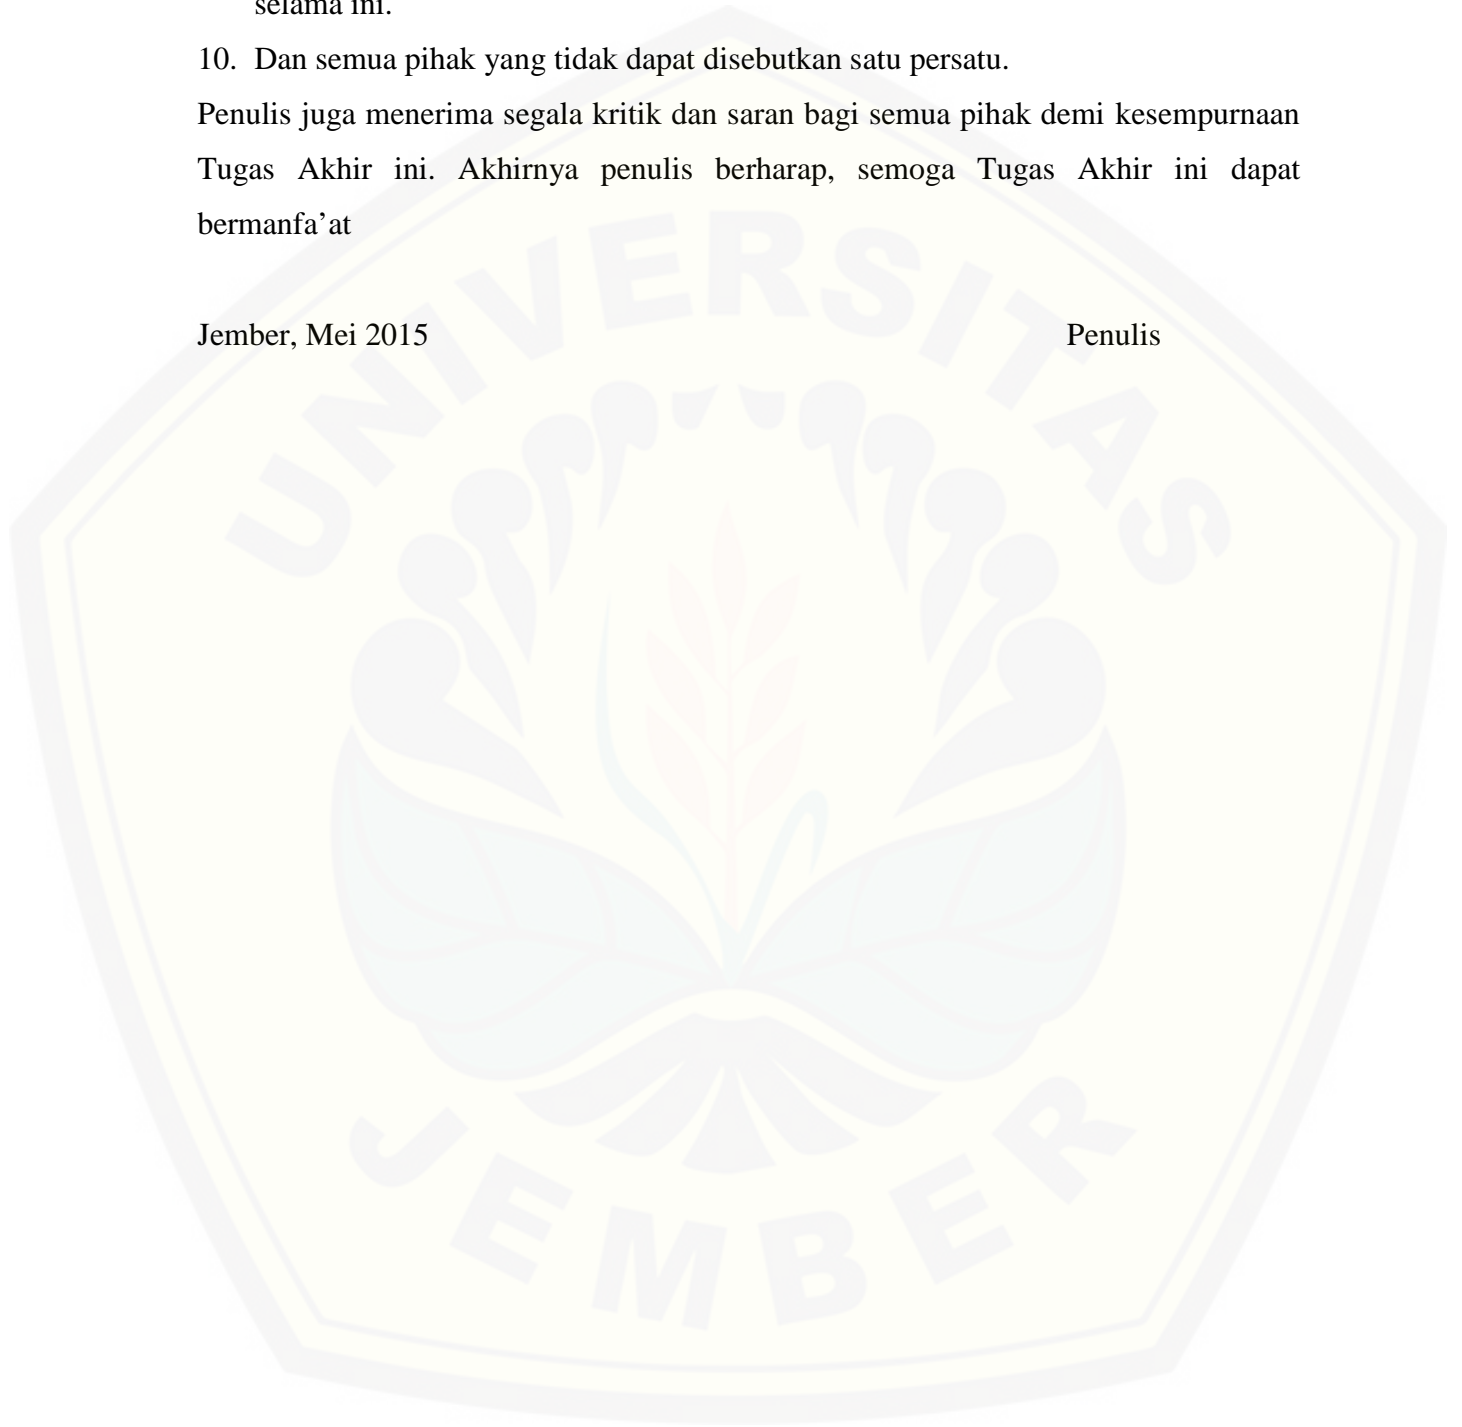 selama ini.
10. Dan semua pihak yang tidak dapat disebutkan satu persatu.
Penulis juga menerima segala kritik dan saran bagi semua pihak demi kesempurnaan
Tugas Akhir ini. Akhirnya penulis berharap, semoga Tugas Akhir ini dapat
bermanfa’at
Jember, Mei 2015 Penulis
UNIVERSITAS
JEMBER